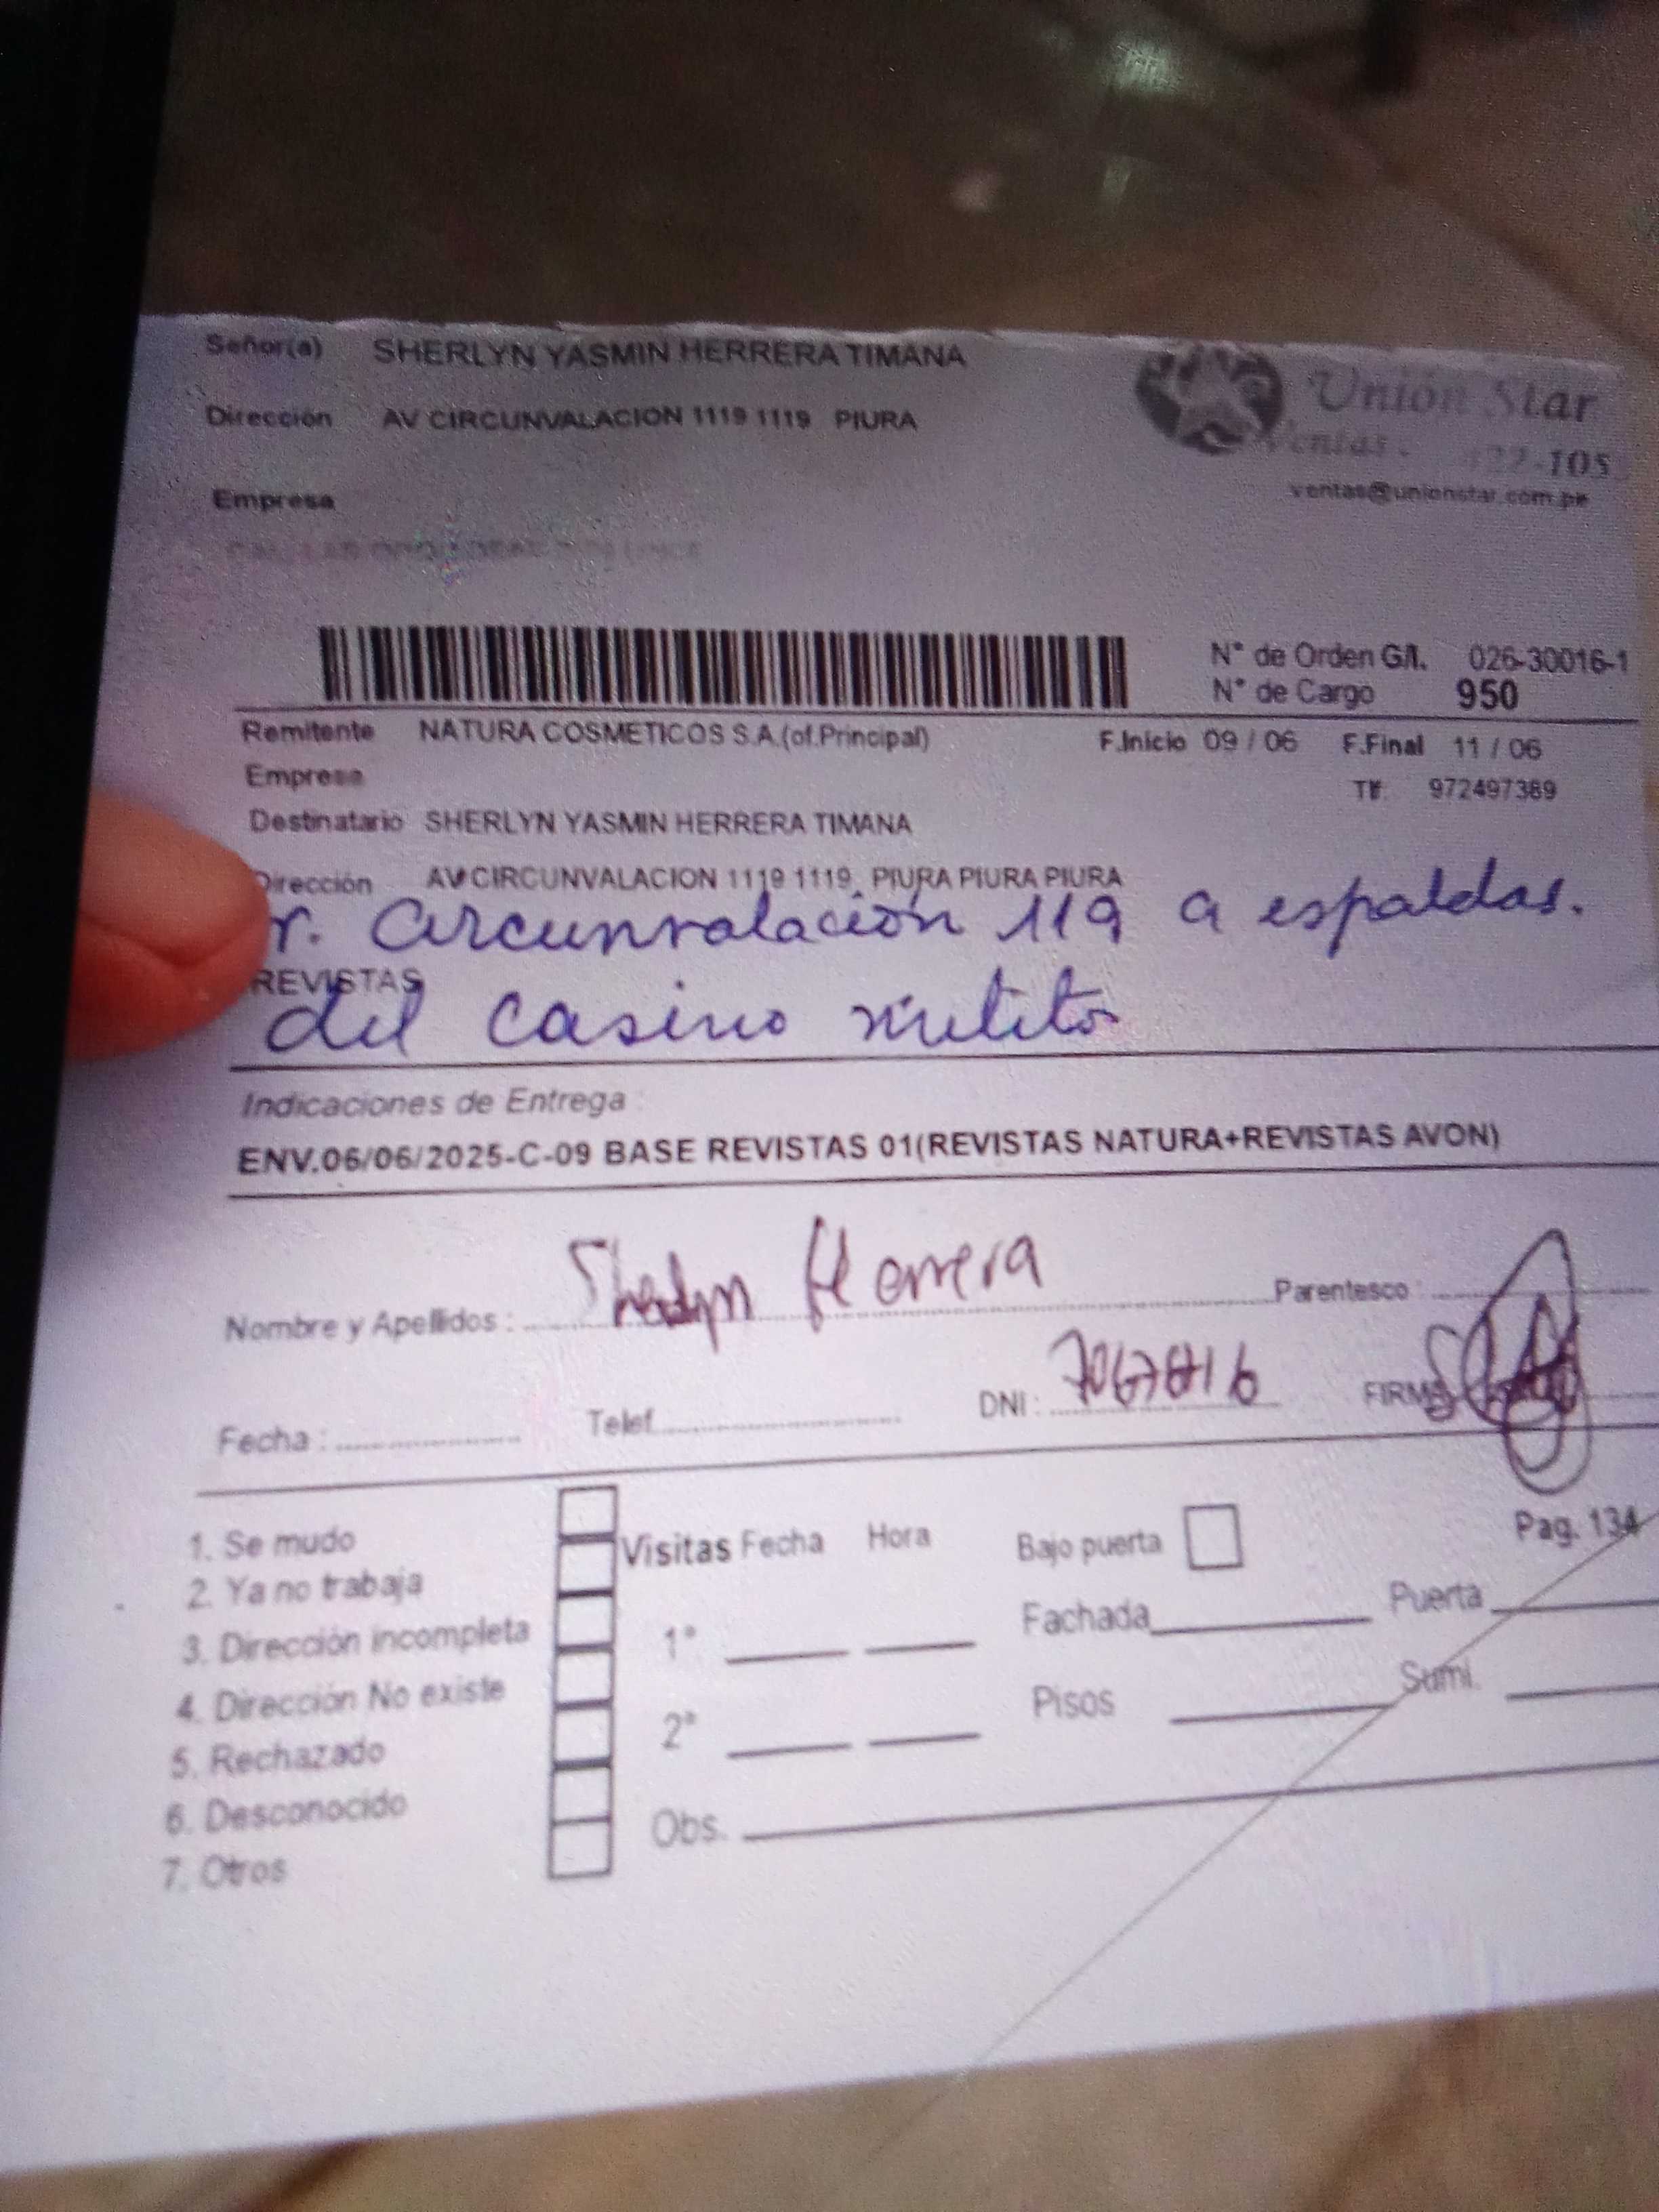 Señor(a) SHERLYN YASMIN HERRERA TIMANA
Dirección AV CIRCUNVALACION 1119 1119 PIURA
Unión Star
Ventas. 422-105
ventas@unionstar.com.pe
Empresa
N° de Orden G/I. 026-30016-1
N° de Cargo 950
Remitente NATURA COSMETICOS S.A.(of.Principal) F.Inicio 09 / 06 F.Final 11 / 06
Empresa Tlf: 972497389
Destinatario SHERLYN YASMIN HERRERA TIMANA
Dirección AV CIRCUNVALACION 1119 1119 PIURA PIURA PIURA
r. Circunvalación 119 a espaldas.
REVISTAS
del casino
Indicaciones de Entrega :
ENV.06/06/2025-C-09 BASE REVISTAS 01(REVISTAS NATURA+REVISTAS AVON)
Nombre y Apellidos : Sherlyn Herrera Parentesco :
Fecha : Telef. DNI : FIRMA
1. Se mudo
2. Ya no trabaja
3. Dirección incompleta
4. Dirección No existe
5. Rechazado
6. Desconocido
7. Otros
Visitas Fecha Hora
1°
2°
Obs.
Bajo puerta
Pag. 134
Fachada Puerta
Pisos Sumi.